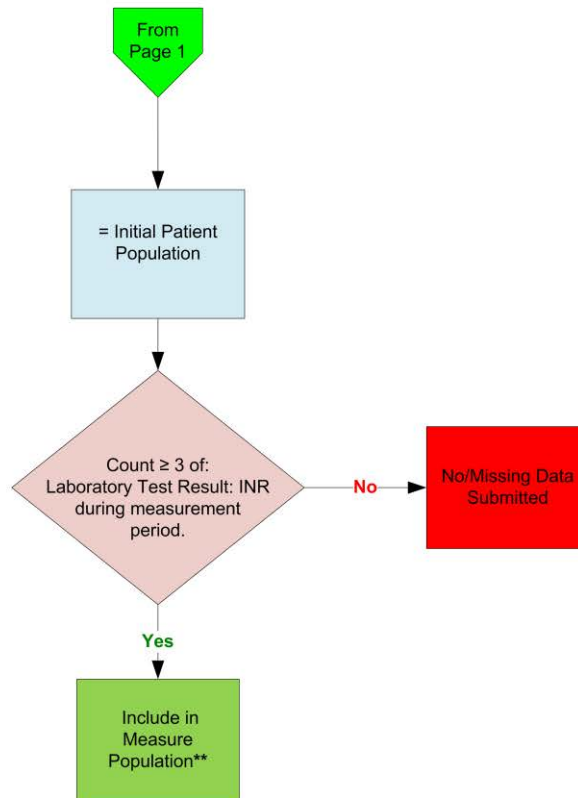 From
Page 1
= Initial Patient
Population
Count ≥ 3 of:
Laboratory Test Result: INR
during measurement
period.
No
No/Missing Data
Submitted
Yes
Include in
Measure
Population**